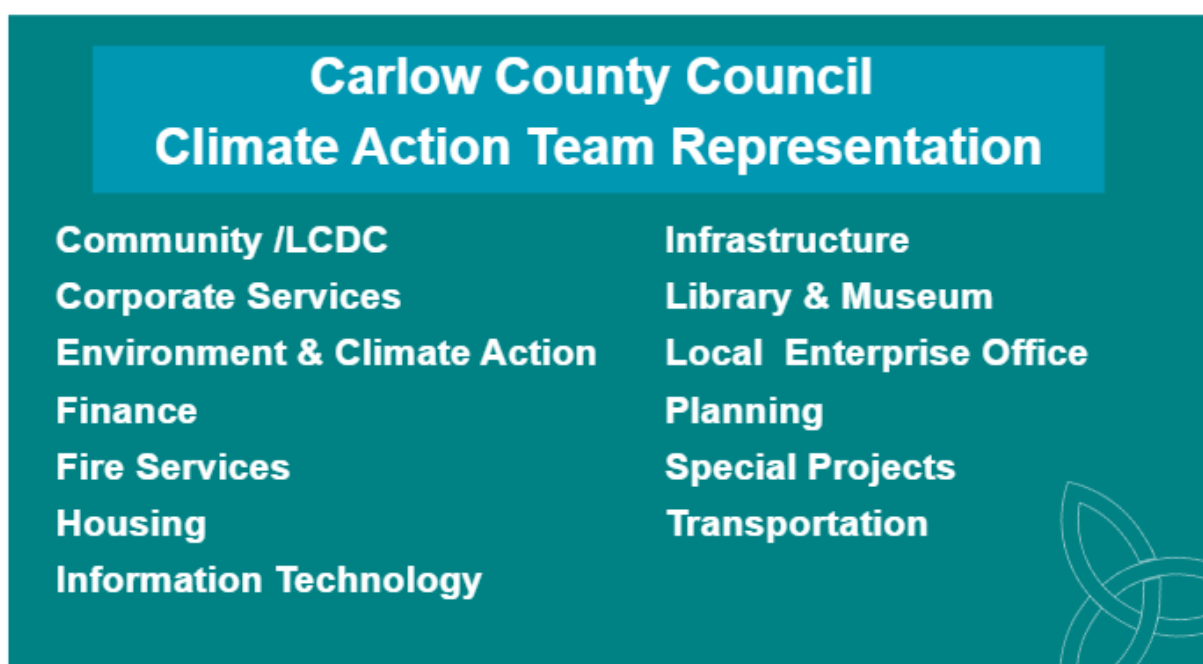 Carlow County Council
Climate Action Team Representation
Community /LCDC
Corporate Services
Environment & Climate Action
Finance
Fire Services
Housing
Information Technology
Infrastructure
Library & Museum
Local Enterprise Office
Planning
Special Projects
Transportation